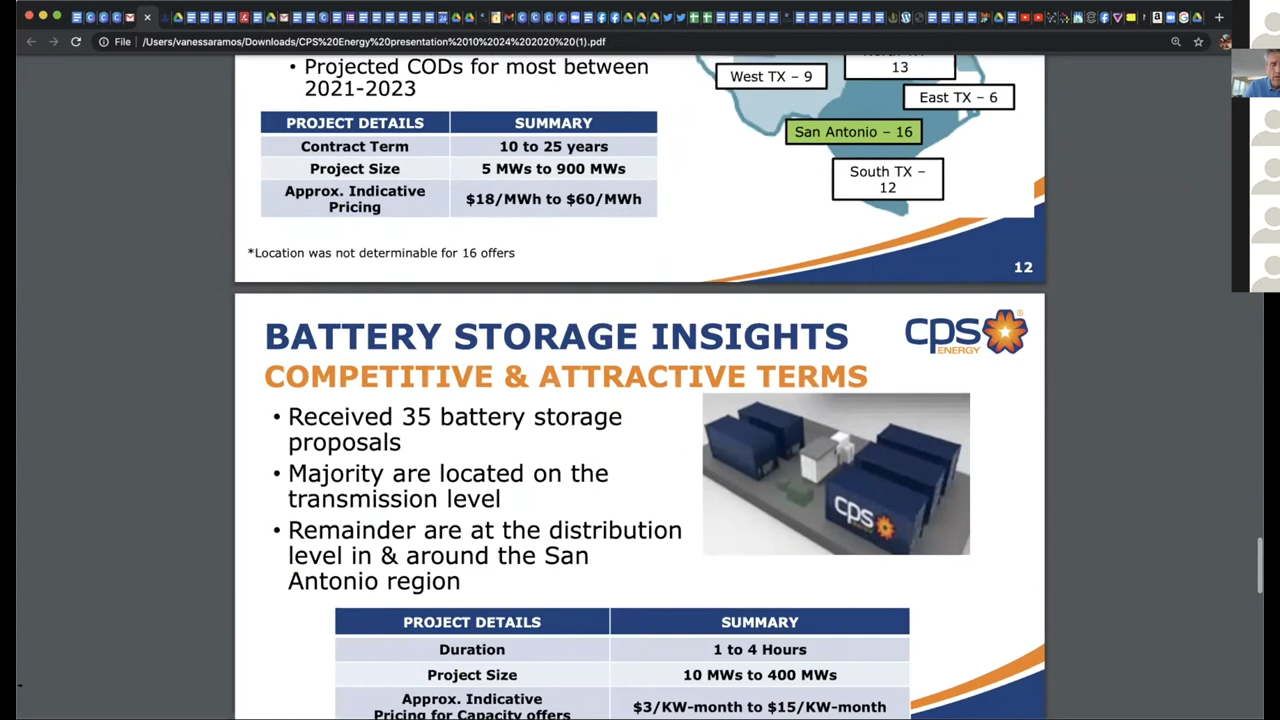 File
/Users/vanessaramos/Downloads/CPS%20Energy%20presentation%2010%2024%202020%20(1).pdf
• Projected CODs for most between
2021-2023
PROJECT DETAILS SUMMARY
Contract Term 10 to 25 years
Project Size 5 MWs to 900 MWs
Approx. Indicative
Pricing
$18/MWh to $60/MWh
*Location was not determinable for 16 offers
West TX – 9
13
East TX – 6
San Antonio – 16
South TX –
12
12
BATTERY STORAGE INSIGHTS
COMPETITIVE & ATTRACTIVE TERMS
cps
ENERGY
• Received 35 battery storage
proposals
• Majority are located on the
transmission level
• Remainder are at the distribution
level in & around the San
Antonio region
cps
PROJECT DETAILS SUMMARY
Duration 1 to 4 Hours
Project Size 10 MWs to 400 MWs
Approx. Indicative
Pricing for Capacity offers
$3/KW-month to $15/KW-month